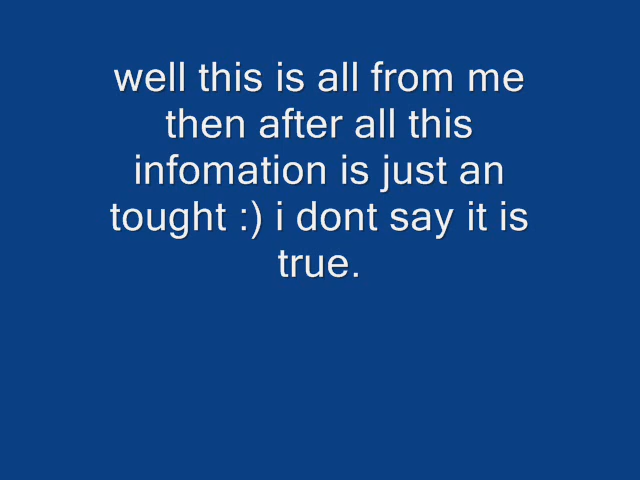 well this is all from me
then after all this
infomation is just an
tought :) i dont say it is
true.